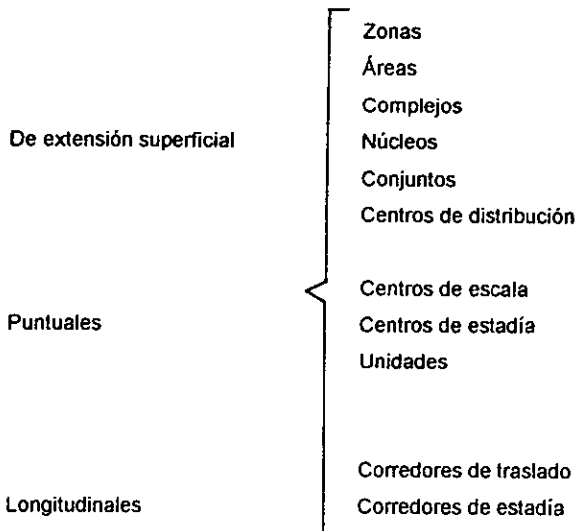 Zonas
Áreas
Complejos
De extensión superficial
Núcleos
Conjuntos
Centros de distribución
Centros de escala
Puntuales
Centros de estadía
Unidades
Corredores de traslado
Longitudinales
Corredores de estadía